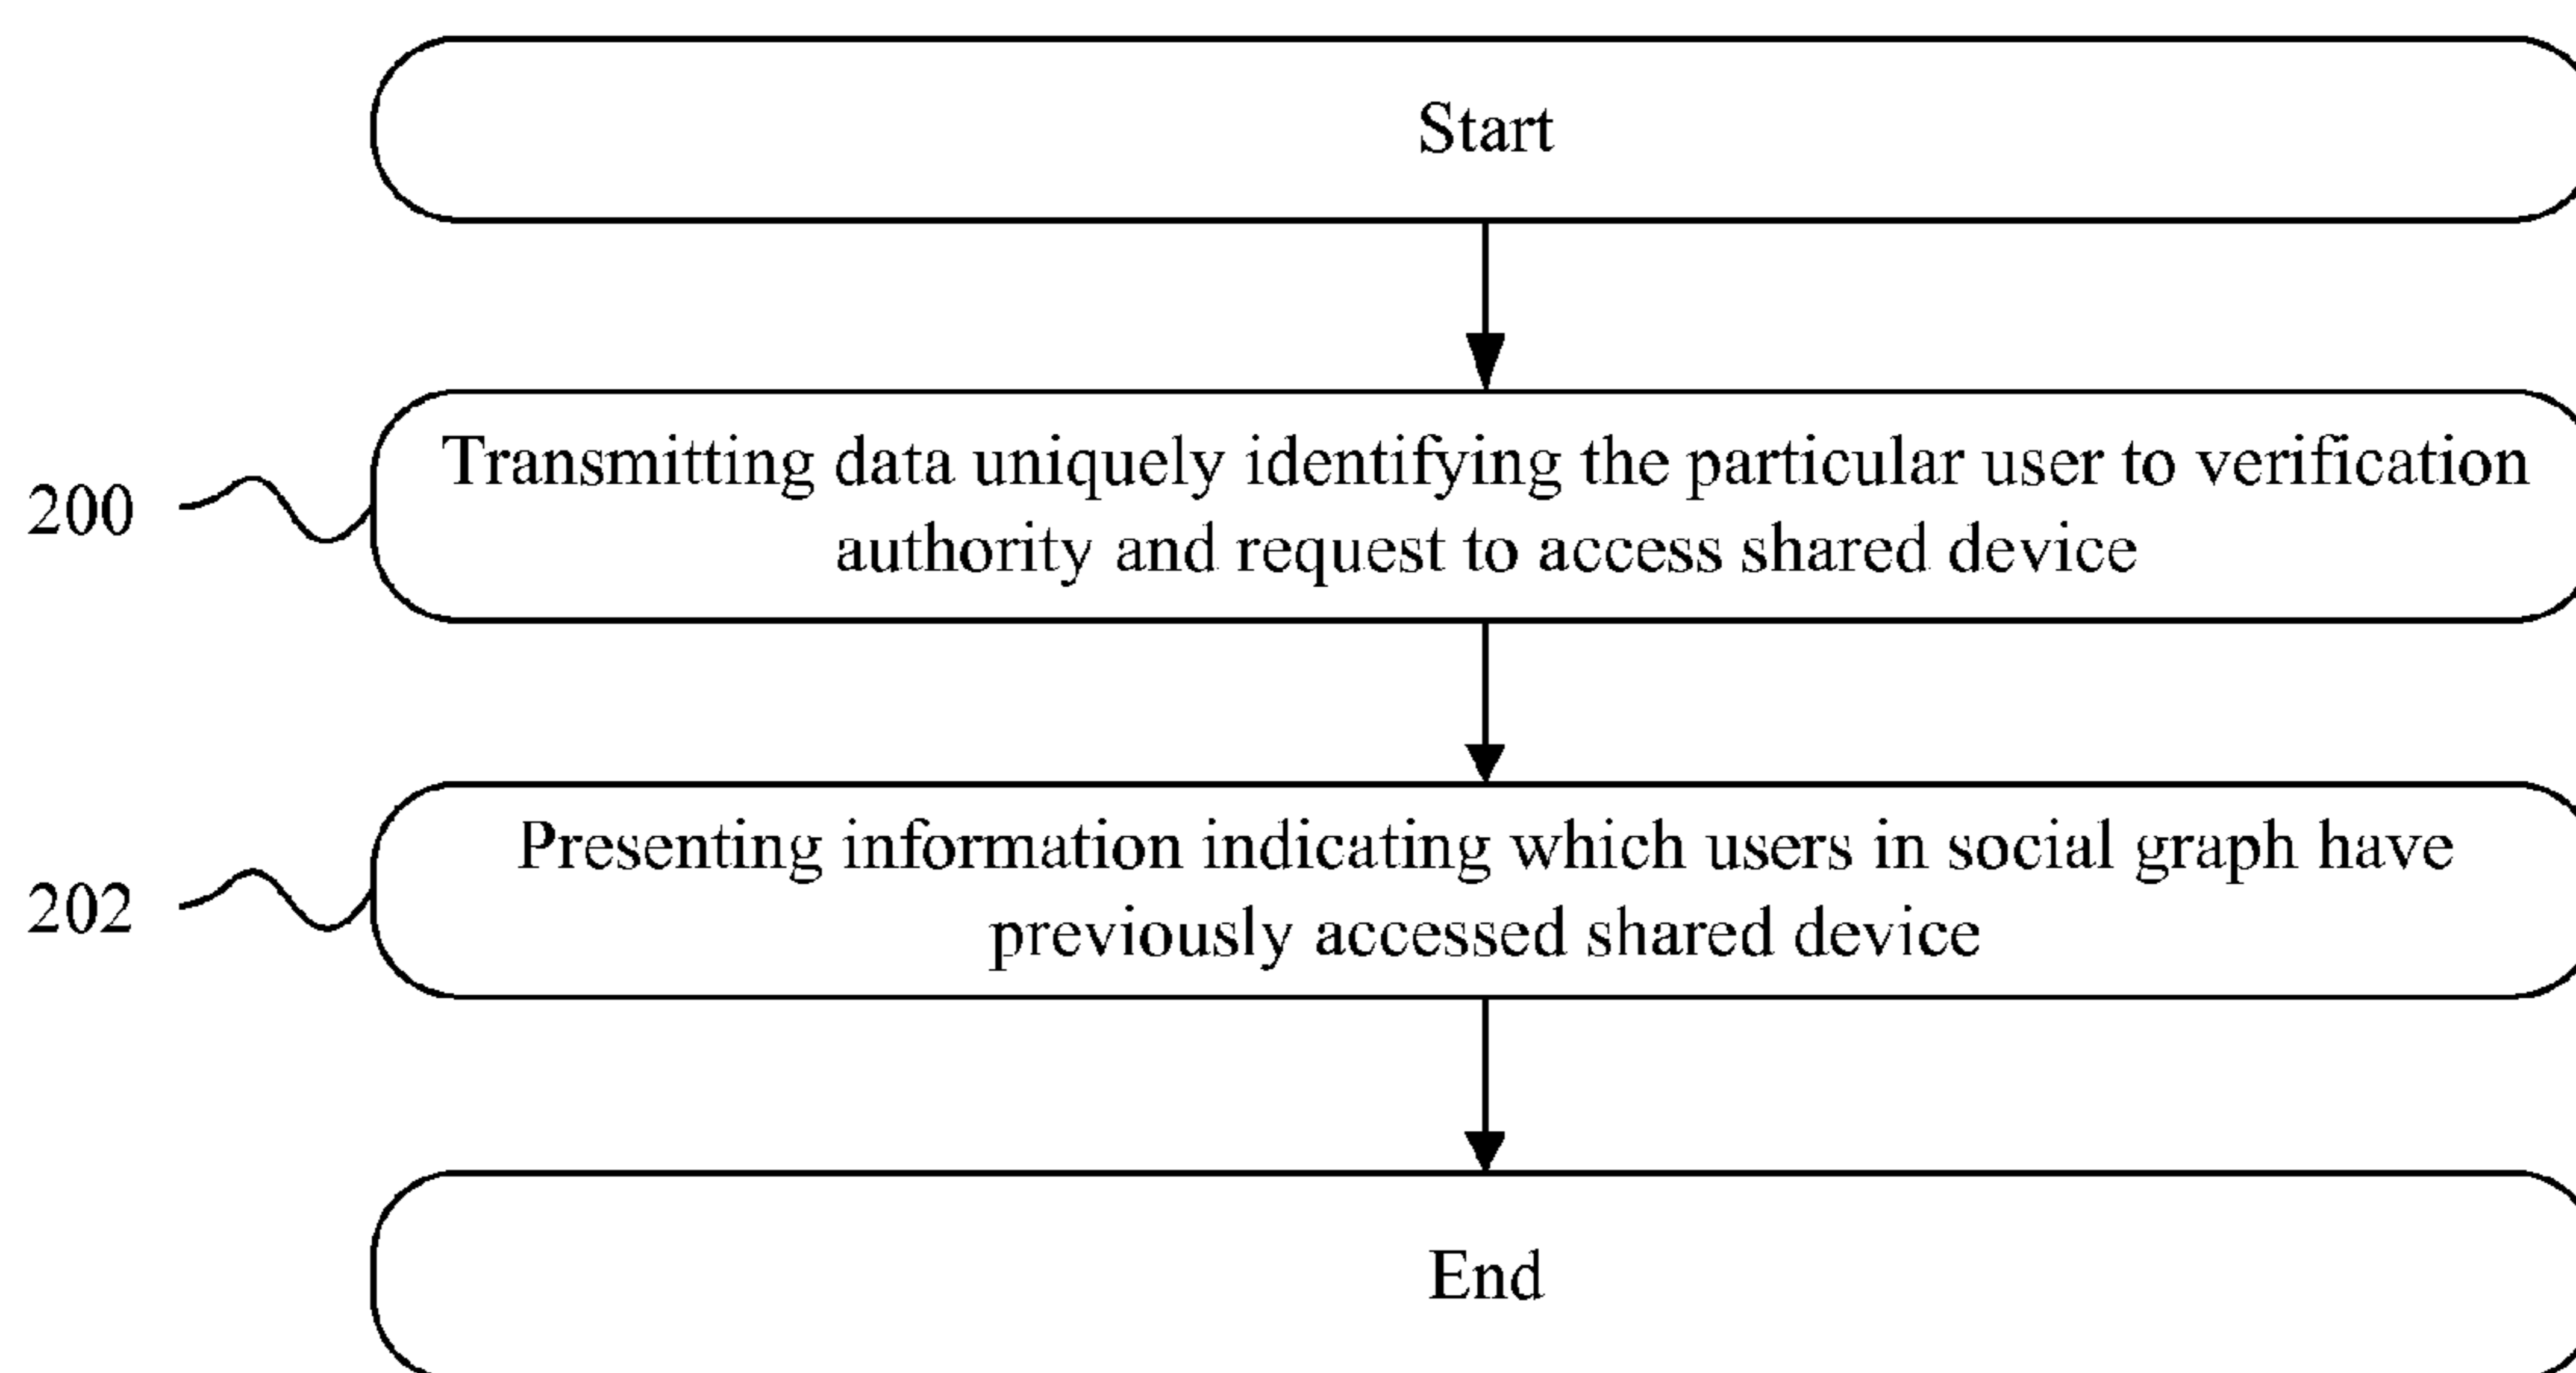 Start
200
Transmitting data uniquely identifying the particular user to verification
authority and request to access shared device
202
Presenting information indicating which users in social graph have
previously accessed shared device
End